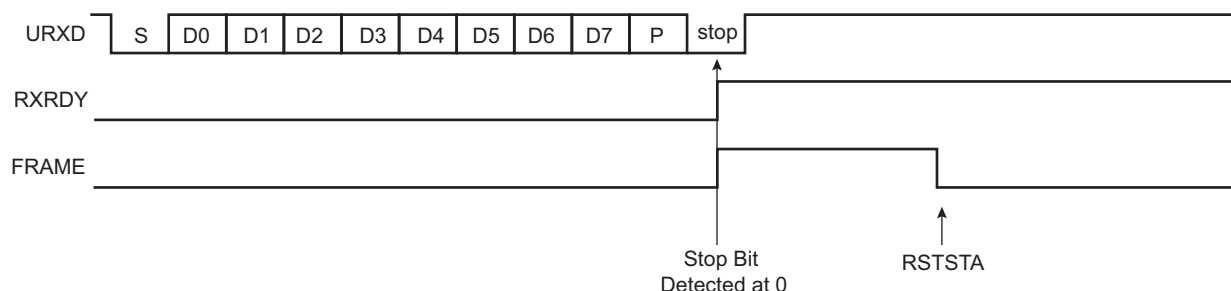 URXD S D0 D1 D2 D3 D4 D5 D6 D7 P stop
RXRDY
FRAME
Stop Bit
Detected at 0
RSTSTA